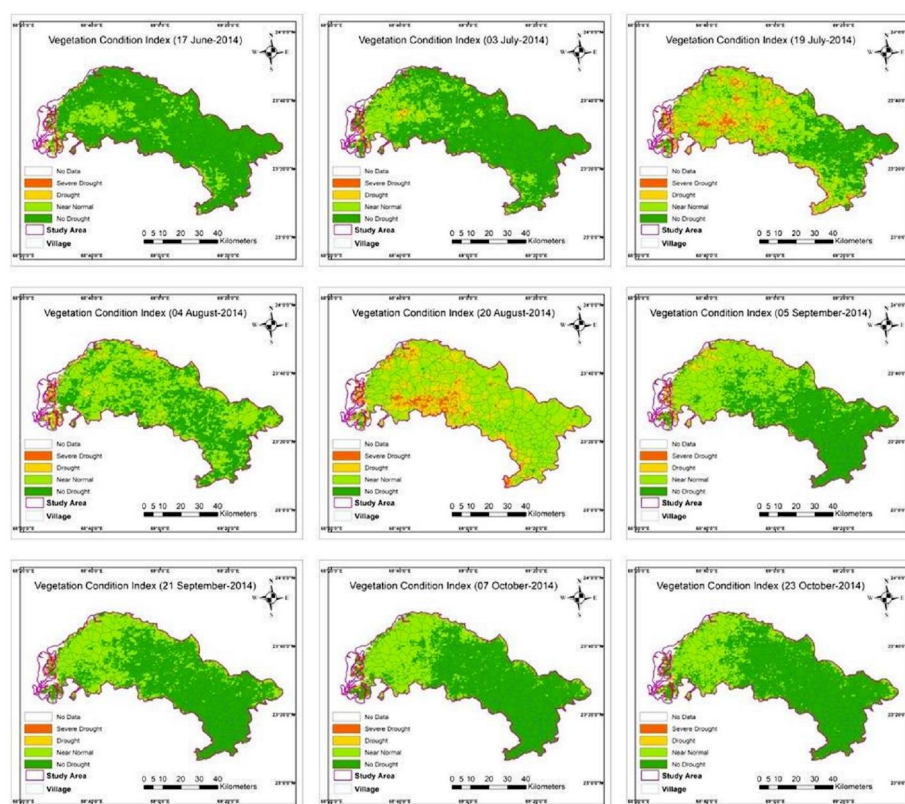 Vegetation Condition Index (17 June-2014)
N
W E
S
No Data
Severe Drought
Drought
Near Normal
No Drought
Study Area
Village
0 5 10 20 30 40
Kilometers
Vegetation Condition Index (03 July-2014)
N
W E
S
No Data
Severe Drought
Drought
Near Normal
No Drought
Study Area
Village
0 5 10 20 30 40
Kilometers
Vegetation Condition Index (19 July-2014)
N
W E
S
No Data
Severe Drought
Drought
Near Normal
No Drought
Study Area
Village
0 5 10 20 30 40
Kilometers
Vegetation Condition Index (04 August-2014)
N
W E
S
No Data
Severe Drought
Drought
Near Normal
No Drought
Study Area
Village
0 5 10 20 30 40
Kilometers
Vegetation Condition Index (20 August-2014)
N
W E
S
No Data
Severe Drought
Drought
Near Normal
No Drought
Study Area
Village
0 5 10 20 30 40
Kilometers
Vegetation Condition Index (05 September-2014)
N
W E
S
No Data
Severe Drought
Drought
Near Normal
No Drought
Study Area
Village
0 5 10 20 30 40
Kilometers
Vegetation Condition Index (21 September-2014)
N
W E
S
No Data
Severe Drought
Drought
Near Normal
No Drought
Study Area
Village
0 5 10 20 30 40
Kilometers
Vegetation Condition Index (07 October-2014)
N
W E
S
No Data
Severe Drought
Drought
Near Normal
No Drought
Study Area
Village
0 5 10 20 30 40
Kilometers
Vegetation Condition Index (23 October-2014)
N
W E
S
No Data
Severe Drought
Drought
Near Normal
No Drought
Study Area
Village
0 5 10 20 30 40
Kilometers